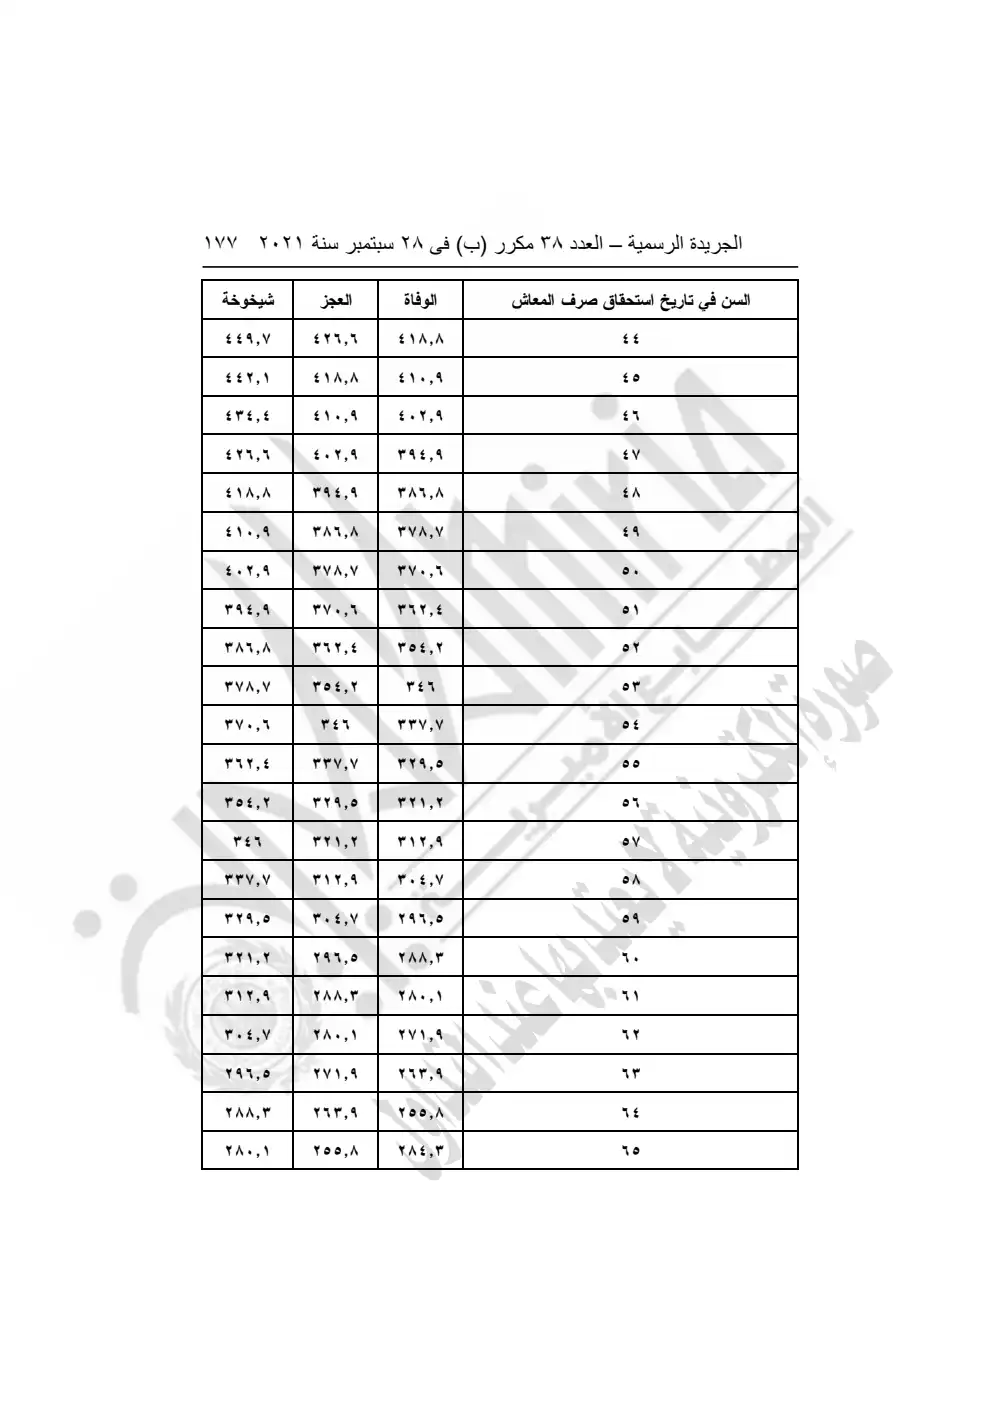 الجريدة الرسمية – العدد ٣٨ مكرر (ب) فى ٢٨ سبتمبر سنة ٢٠٢١ ١٧٧
السن في تاريخ استحقاق صرف المعاش الوفاة العجز شيخوخة
٤٤ ٤١٨,٨ ٤٢٦,٦ ٤٤٩,٧
٤٥ ٤١٠,٩ ٤١٨,٨ ٤٤٢,١
٤٦ ٤٠٢,٩ ٤١٠,٩ ٤٣٤,٤
٤٧ ٣٩٤,٩ ٤٠٢,٩ ٤٢٦,٦
٤٨ ٣٨٦,٨ ٣٩٤,٩ ٤١٨,٨
٤٩ ٣٧٨,٧ ٣٨٦,٨ ٤١٠,٩
٥٠ ٣٧٠,٦ ٣٧٨,٧ ٤٠٢,٩
٥١ ٣٦٢,٤ ٣٧٠,٦ ٣٩٤,٩
٥٢ ٣٥٤,٢ ٣٦٢,٤ ٣٨٦,٨
٥٣ ٣٤٦ ٣٥٤,٢ ٣٧٨,٧
٥٤ ٣٣٧,٧ ٣٤٦ ٣٧٠,٦
٥٥ ٣٢٩,٥ ٣٣٧,٧ ٣٦٢,٤
٥٦ ٣٢١,٢ ٣٢٩,٥ ٣٥٤,٢
٥٧ ٣١٢,٩ ٣٢١,٢ ٣٤٦
٥٨ ٣٠٤,٧ ٣١٢,٩ ٣٣٧,٧
٥٩ ٢٩٦,٥ ٣٠٤,٧ ٣٢٩,٥
٦٠ ٢٨٨,٣ ٢٩٦,٥ ٣٢١,٢
٦١ ٢٨٠,١ ٢٨٨,٣ ٣١٢,٩
٦٢ ٢٧١,٩ ٢٨٠,١ ٣٠٤,٧
٦٣ ٢٦٣,٩ ٢٧١,٩ ٢٩٦,٥
٦٤ ٢٥٥,٨ ٢٦٣,٩ ٢٨٨,٣
٦٥ ٢٨٤,٣ ٢٥٥,٨ ٢٨٠,١
المطابع الأميرية
صورة إلكترونية لا يعتد بها عند التداول